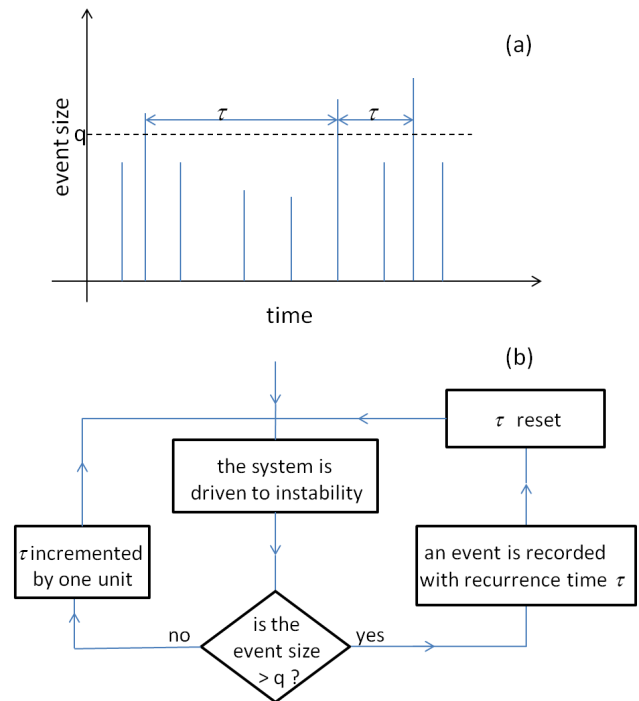 (a)
τ
τ
q
event size
time
(b)
τ reset
the system is
driven to instability
τ incremented
by one unit
an event is recorded
with recurrence time τ
no
is the
event size
> q ?
yes